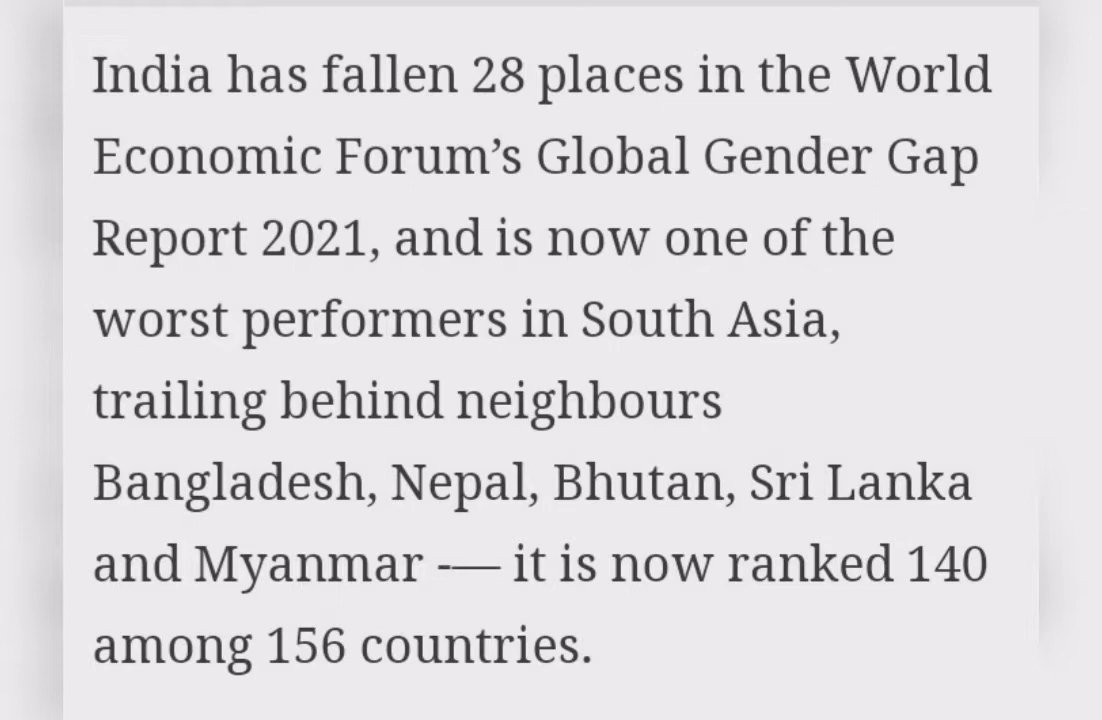 India has fallen 28 places in the World
Economic Forum’s Global Gender Gap
Report 2021, and is now one of the
worst performers in South Asia,
trailing behind neighbours
Bangladesh, Nepal, Bhutan, Sri Lanka
and Myanmar -— it is now ranked 140
among 156 countries.